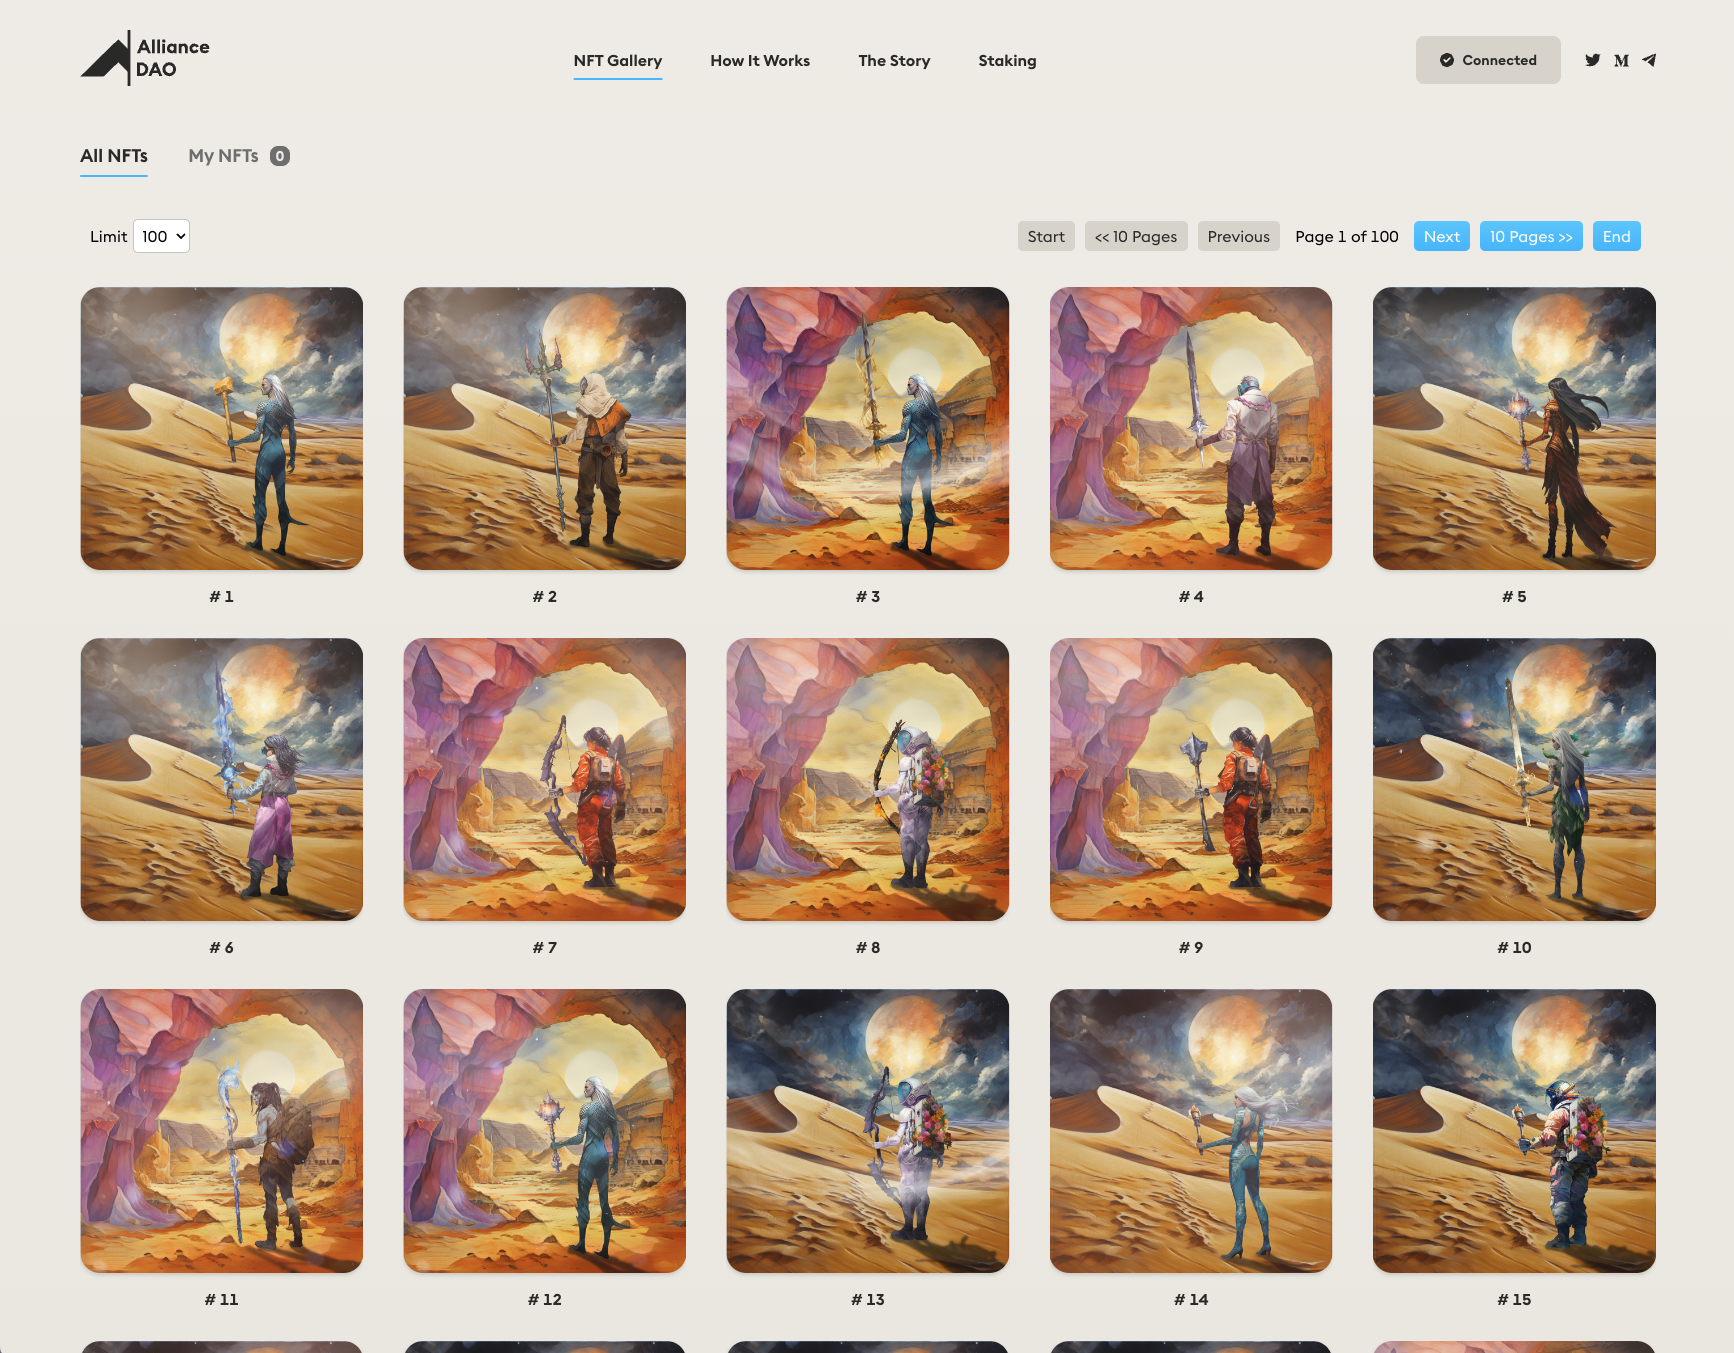 Alliance
DAO
NFT Gallery
How It Works
The Story
Staking
Connected
All NFTs
My NFTs 0
Limit 100
Start
<< 10 Pages
Previous
Page 1 of 100
Next
10 Pages >>
End
# 1
# 2
# 3
# 4
# 5
# 6
# 7
# 8
# 9
# 10
# 11
# 12
# 13
# 14
# 15